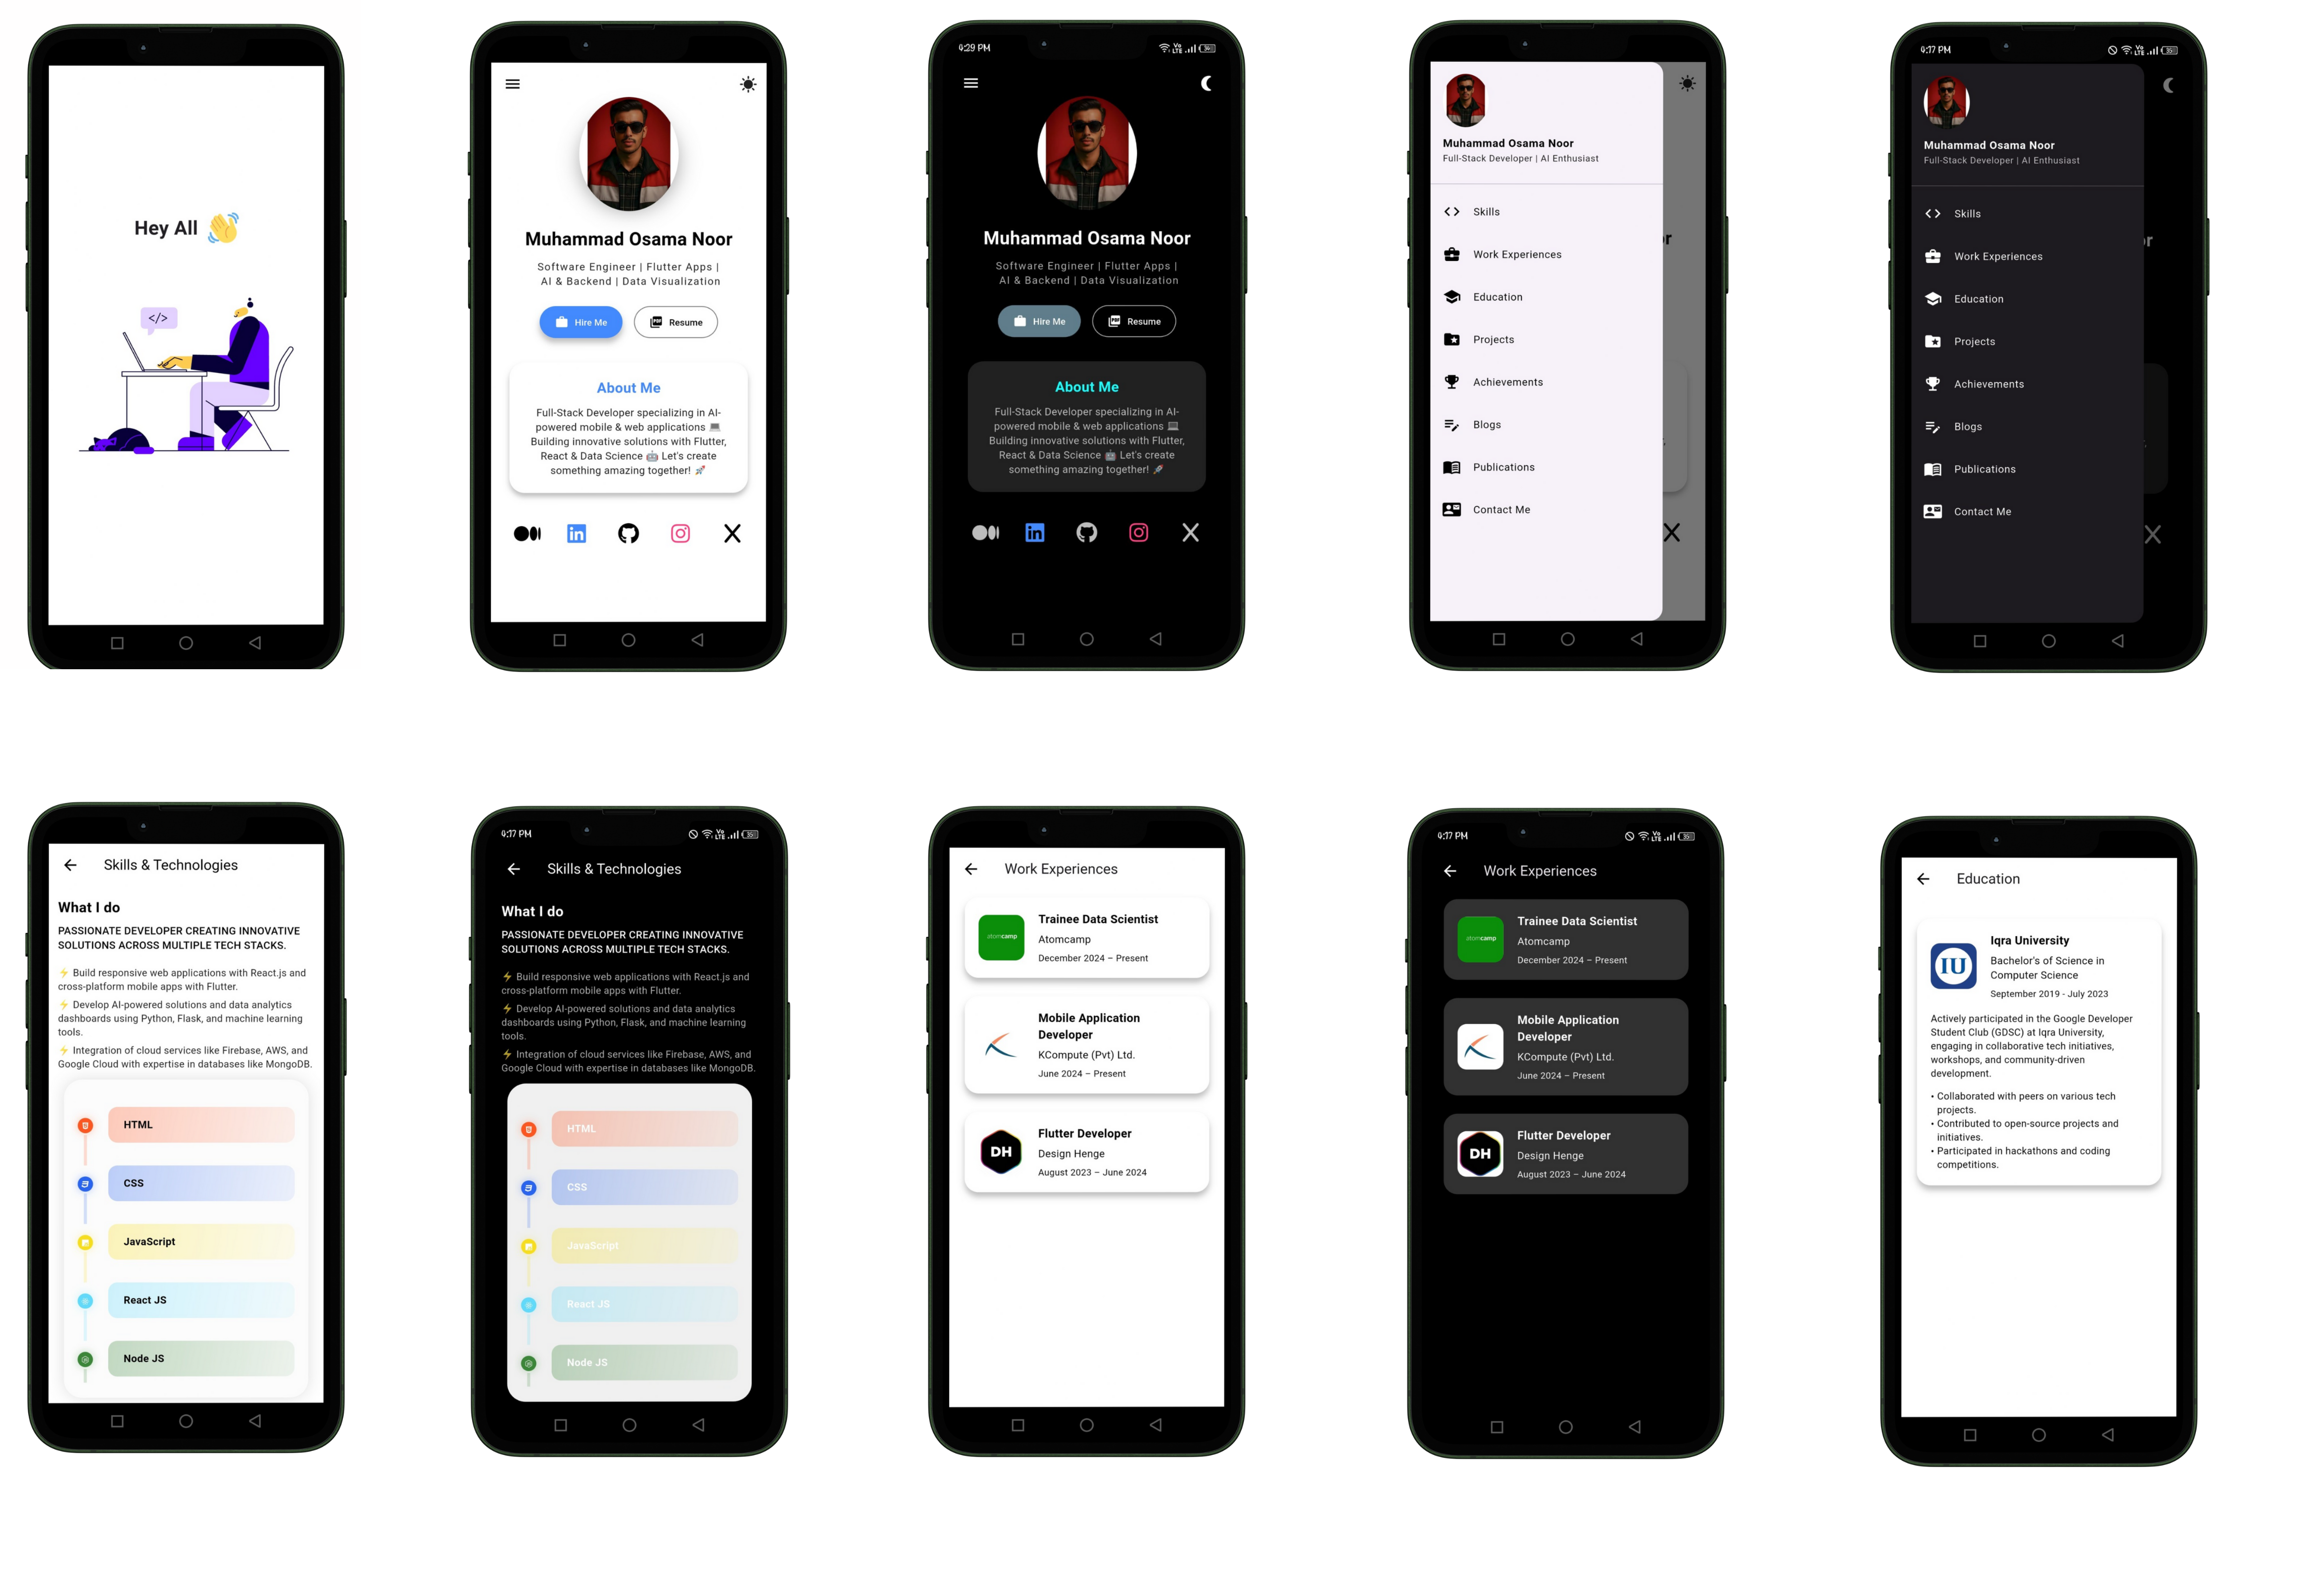 Hey All
</>
Muhammad Osama Noor
Software Engineer | Flutter Apps |
AI & Backend | Data Visualization
Hire Me
Resume
About Me
Full-Stack Developer specializing in AI-
powered mobile & web applications 💻
Building innovative solutions with Flutter,
React & Data Science 🤖 Let's create
something amazing together! 🚀
in
9:29 PM
Vo
LTE
Muhammad Osama Noor
Software Engineer | Flutter Apps |
AI & Backend | Data Visualization
Hire Me
Resume
About Me
Full-Stack Developer specializing in AI-
powered mobile & web applications 💻
Building innovative solutions with Flutter,
React & Data Science 🤖 Let's create
something amazing together! 🚀
in
Muhammad Osama Noor
Full-Stack Developer | AI Enthusiast
Skills
Work Experiences
Education
Projects
Achievements
Blogs
Publications
Contact Me
9:17 PM
Vo
LTE
Muhammad Osama Noor
Full-Stack Developer | AI Enthusiast
Skills
Work Experiences
Education
Projects
Achievements
Blogs
Publications
Contact Me
Skills & Technologies
What I do
PASSIONATE DEVELOPER CREATING INNOVATIVE
SOLUTIONS ACROSS MULTIPLE TECH STACKS.
⚡ Build responsive web applications with React.js and
cross-platform mobile apps with Flutter.
⚡ Develop AI-powered solutions and data analytics
dashboards using Python, Flask, and machine learning
tools.
⚡ Integration of cloud services like Firebase, AWS, and
Google Cloud with expertise in databases like MongoDB.
HTML
CSS
JavaScript
React JS
Node JS
9:17 PM
Vo
LTE
Skills & Technologies
What I do
PASSIONATE DEVELOPER CREATING INNOVATIVE
SOLUTIONS ACROSS MULTIPLE TECH STACKS.
⚡ Build responsive web applications with React.js and
cross-platform mobile apps with Flutter.
⚡ Develop AI-powered solutions and data analytics
dashboards using Python, Flask, and machine learning
tools.
⚡ Integration of cloud services like Firebase, AWS, and
Google Cloud with expertise in databases like MongoDB.
HTML
CSS
JavaScript
React JS
Node JS
Work Experiences
atomcamp
Trainee Data Scientist
Atomcamp
December 2024 – Present
Mobile Application
Developer
KCompute (Pvt) Ltd.
June 2024 – Present
DH
Flutter Developer
Design Henge
August 2023 – June 2024
9:17 PM
Vo
LTE
Work Experiences
atomcamp
Trainee Data Scientist
Atomcamp
December 2024 – Present
Mobile Application
Developer
KCompute (Pvt) Ltd.
June 2024 – Present
DH
Flutter Developer
Design Henge
August 2023 – June 2024
Education
IU
Iqra University
Bachelor's of Science in
Computer Science
September 2019 - July 2023
Actively participated in the Google Developer
Student Club (GDSC) at Iqra University,
engaging in collaborative tech initiatives,
workshops, and community-driven
development.
• Collaborated with peers on various tech
projects.
• Contributed to open-source projects and
initiatives.
• Participated in hackathons and coding
competitions.